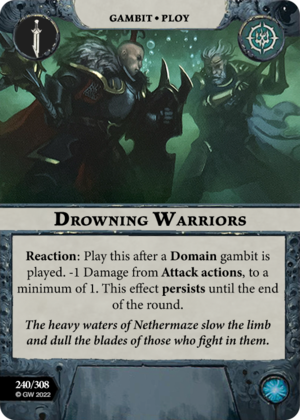 GAMBIT • PLOY
DROWNING WARRIORS
Reaction: Play this after a Domain gambit is
played. -1 Damage from Attack actions, to a
minimum of 1. This effect persists until the end
of the round.
The heavy waters of Nethermaze slow the limb
and dull the blades of those who fight in them.
240/308
© GW 2022